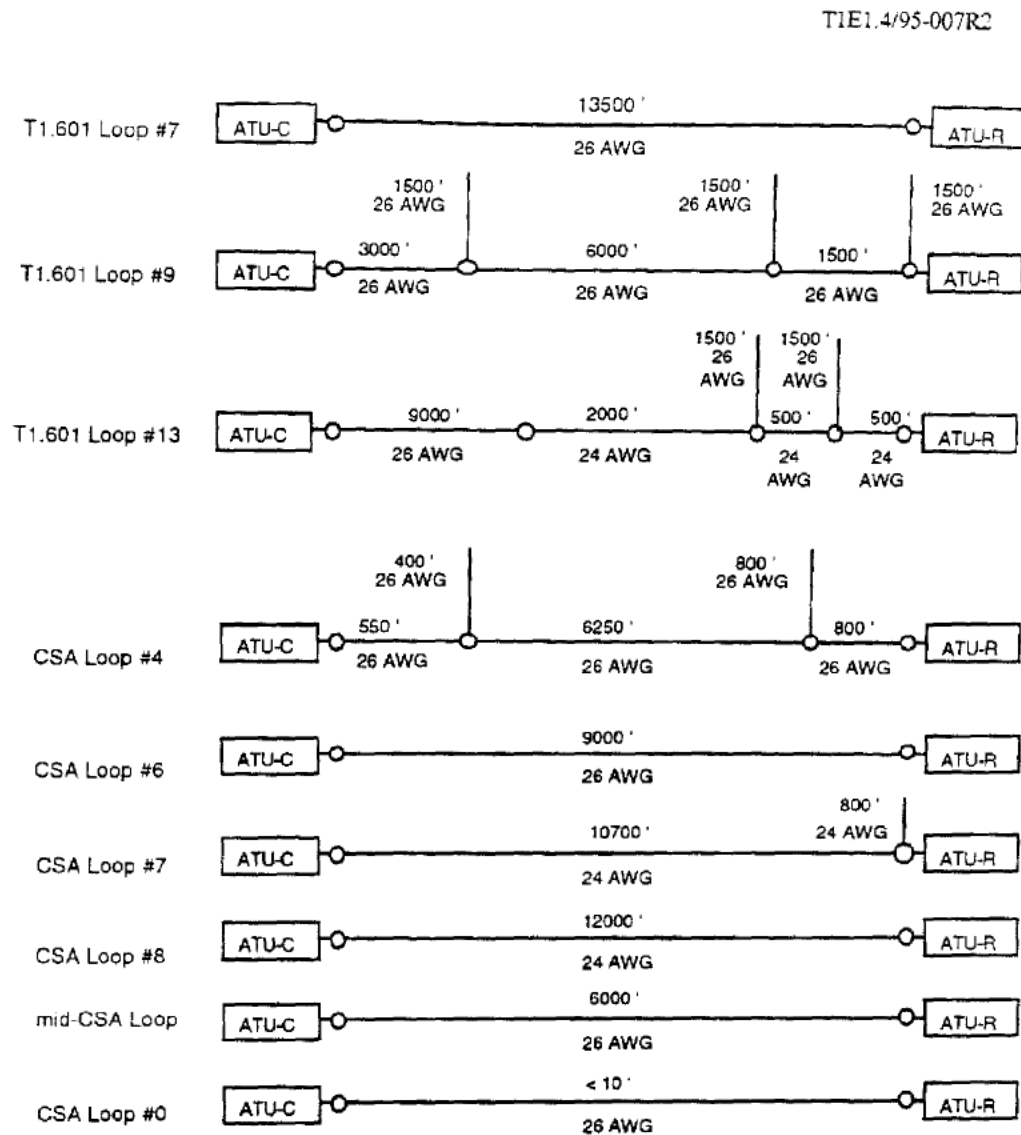 T1E1.4/95-007R2
13500 '
T1.601 Loop #7 ATU-C ATU-R
26 AWG
1500 ' 1500 ' 1500 '
26 AWG 26 AWG 26 AWG
3000 ' 6000 ' 1500 '
T1.601 Loop #9 ATU-C ATU-R
26 AWG 26 AWG 26 AWG
1500 ' 1500 '
26 26
AWG AWG
9000 ' 2000 ' 500 ' 500 '
T1.601 Loop #13 ATU-C ATU-R
26 AWG 24 AWG 24 24
AWG AWG
400 ' 800 '
26 AWG 26 AWG
550 ' 6250 ' 800 '
CSA Loop #4 ATU-C ATU-R
26 AWG 26 AWG 26 AWG
9000 '
CSA Loop #6 ATU-C ATU-R
26 AWG
800 '
10700 ' 24 AWG
CSA Loop #7 ATU-C ATU-R
24 AWG
12000 '
CSA Loop #8 ATU-C ATU-R
24 AWG
6000 '
mid-CSA Loop ATU-C ATU-R
26 AWG
< 10 '
CSA Loop #0 ATU-C ATU-R
26 AWG